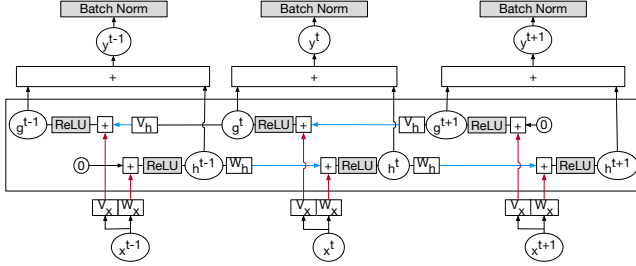 Batch Norm Batch Norm Batch Norm
y^t-1 y^t y^t+1
+ + +
g^t-1 ReLU + V_h g^t ReLU + V_h g^t+1 ReLU + 0
0 + ReLU h^t-1 W_h + ReLU h^t W_h + ReLU h^t+1
V_x W_x V_x W_x V_x W_x
x^t-1 x^t x^t+1